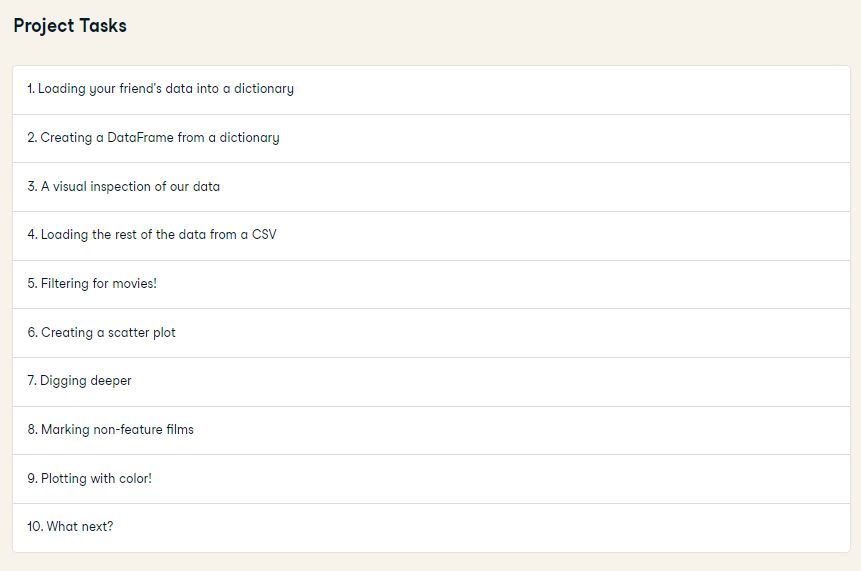 Project Tasks
1. Loading your friend's data into a dictionary
2. Creating a DataFrame from a dictionary
3. A visual inspection of our data
4. Loading the rest of the data from a CSV
5. Filtering for movies!
6. Creating a scatter plot
7. Digging deeper
8. Marking non-feature films
9. Plotting with color!
10. What next?